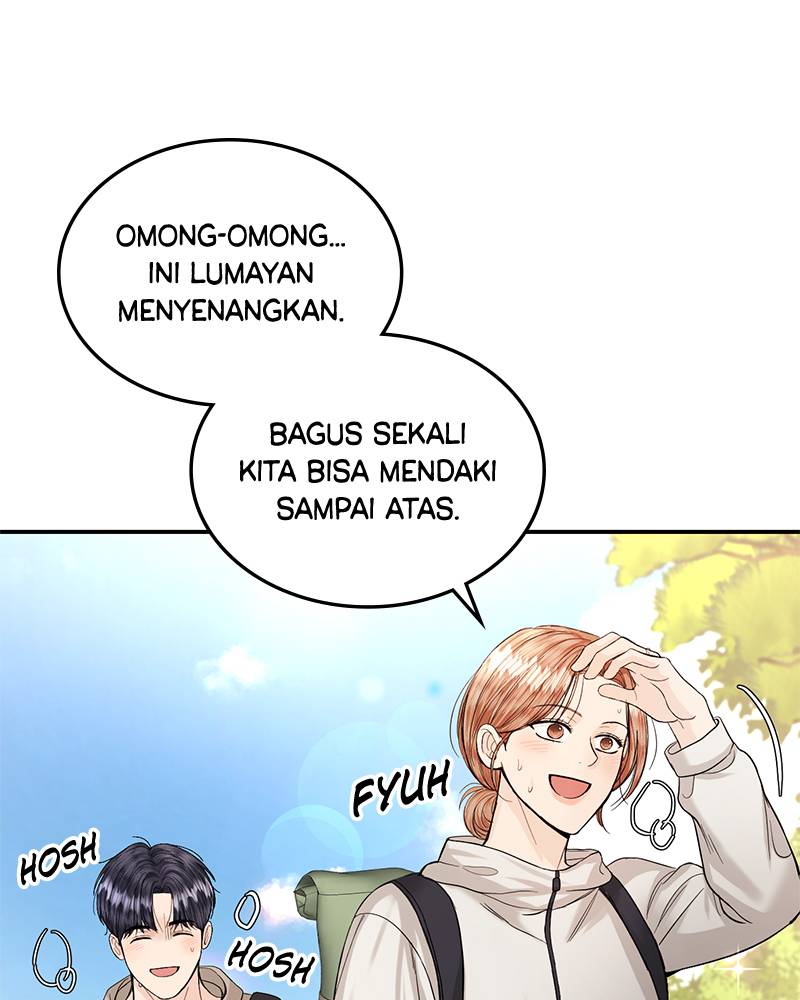 OMONG-OMONG...
INI LUMAYAN
MENYENANGKAN.
BAGUS SEKALI
KITA BISA MENDAKI
SAMPAI ATAS.
FYUH
HOSH
HOSH